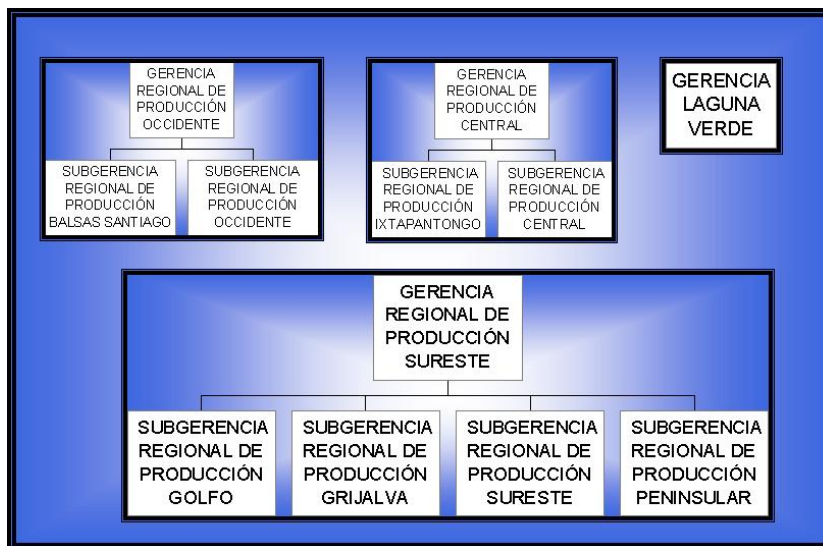 GERENCIA
REGIONAL DE
PRODUCCIÓN
OCCIDENTE
SUBGERENCIA
REGIONAL DE
PRODUCCIÓN
BALSAS SANTIAGO
SUBGERENCIA
REGIONAL DE
PRODUCCIÓN
OCCIDENTE
GERENCIA
REGIONAL DE
PRODUCCIÓN
CENTRAL
SUBGERENCIA
REGIONAL DE
PRODUCCIÓN
IXTAPANTONGO
SUBGERENCIA
REGIONAL DE
PRODUCCIÓN
CENTRAL
GERENCIA
LAGUNA
VERDE
GERENCIA
REGIONAL DE
PRODUCCIÓN
SURESTE
SUBGERENCIA
REGIONAL DE
PRODUCCIÓN
GOLFO
SUBGERENCIA
REGIONAL DE
PRODUCCIÓN
GRIJALVA
SUBGERENCIA
REGIONAL DE
PRODUCCIÓN
SURESTE
SUBGERENCIA
REGIONAL DE
PRODUCCIÓN
PENINSULAR